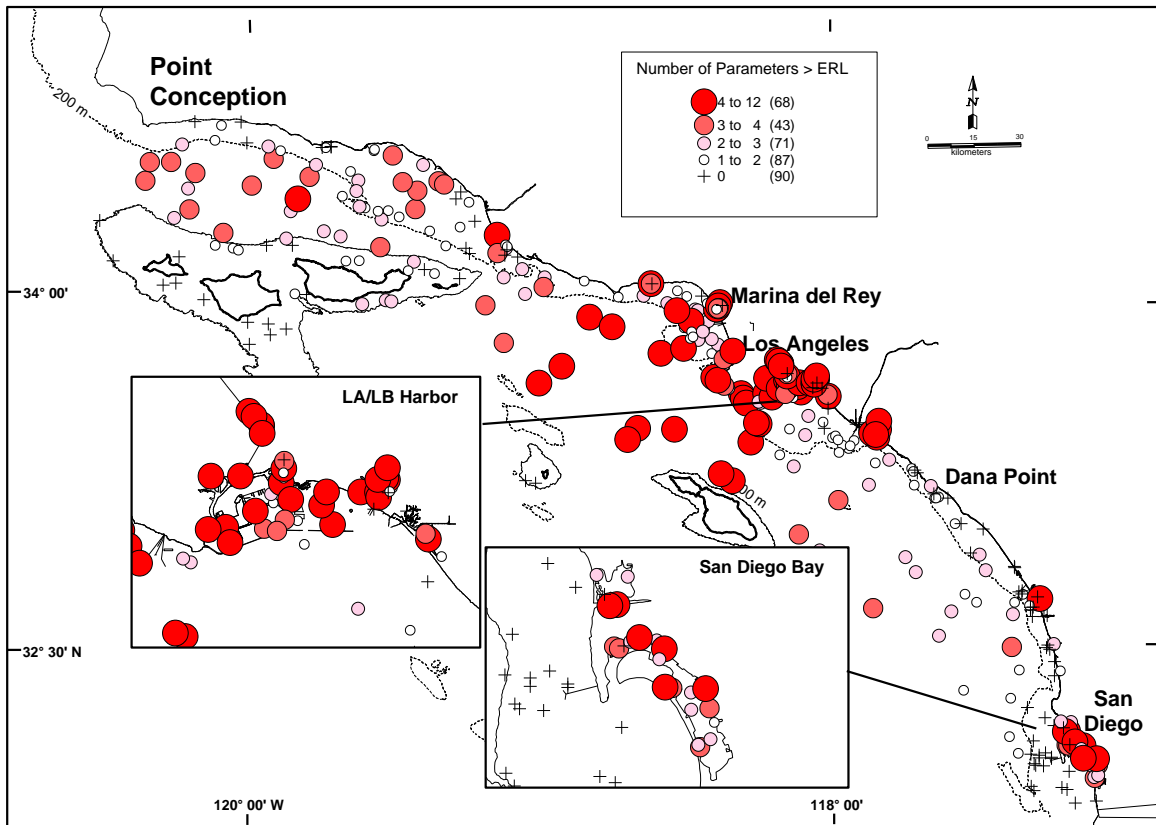 Point
Conception
200 m
Number of Parameters > ERL
4 to 12 (68)
3 to 4 (43)
2 to 3 (71)
1 to 2 (87)
0 (90)
N
0 15 30
kilometers
34° 00'
Marina del Rey
Los Angeles
LA/LB Harbor
Dana Point
San Diego Bay
32° 30' N
San
Diego
120° 00' W
118° 00'